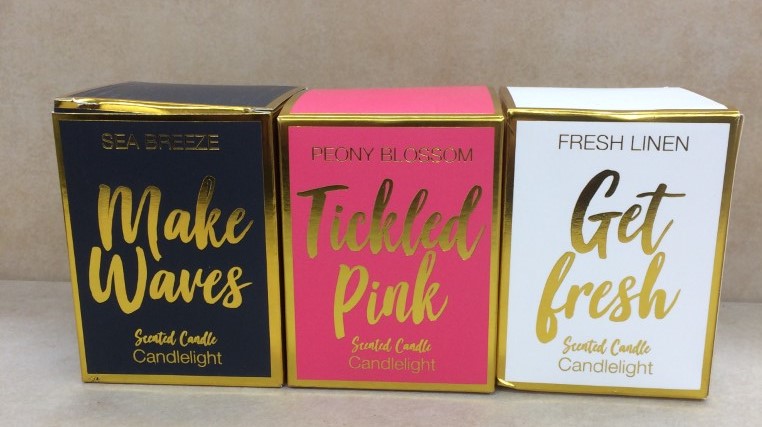 SEA BREEZE
Make
Waves
Scented Candle
Candlelight
PEONY BLOSSOM
Tickled
Pink
Scented Candle
Candlelight
FRESH LINEN
Get
fresh
Scented Candle
Candlelight